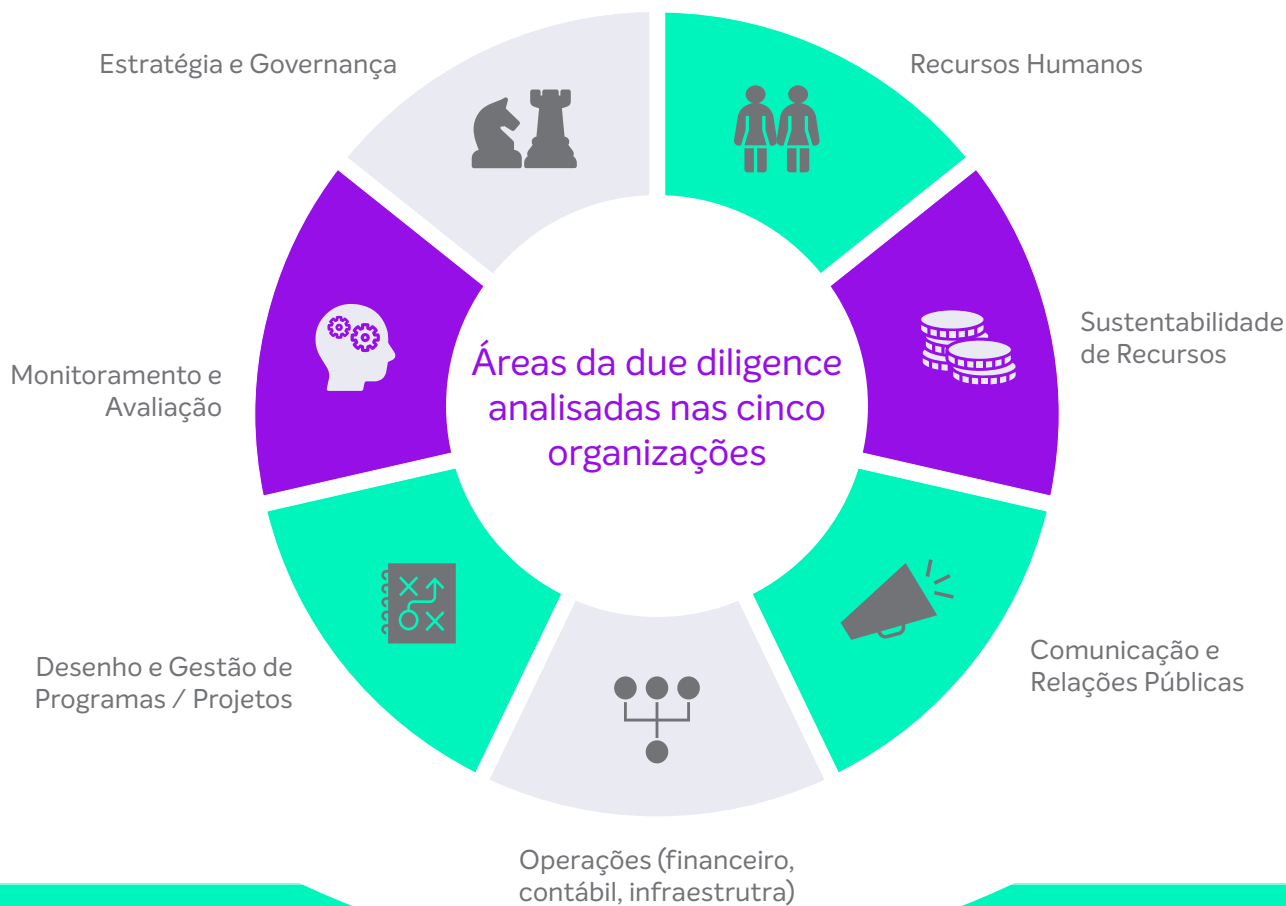 Estratégia e Governança
Recursos Humanos
Sustentabilidade
de Recursos
Monitoramento e
Avaliação
Áreas da due diligence
analisadas nas cinco
organizações
Desenho e Gestão de
Programas / Projetos
Comunicação e
Relações Públicas
Operações (financeiro,
contábil, infraestrutra)